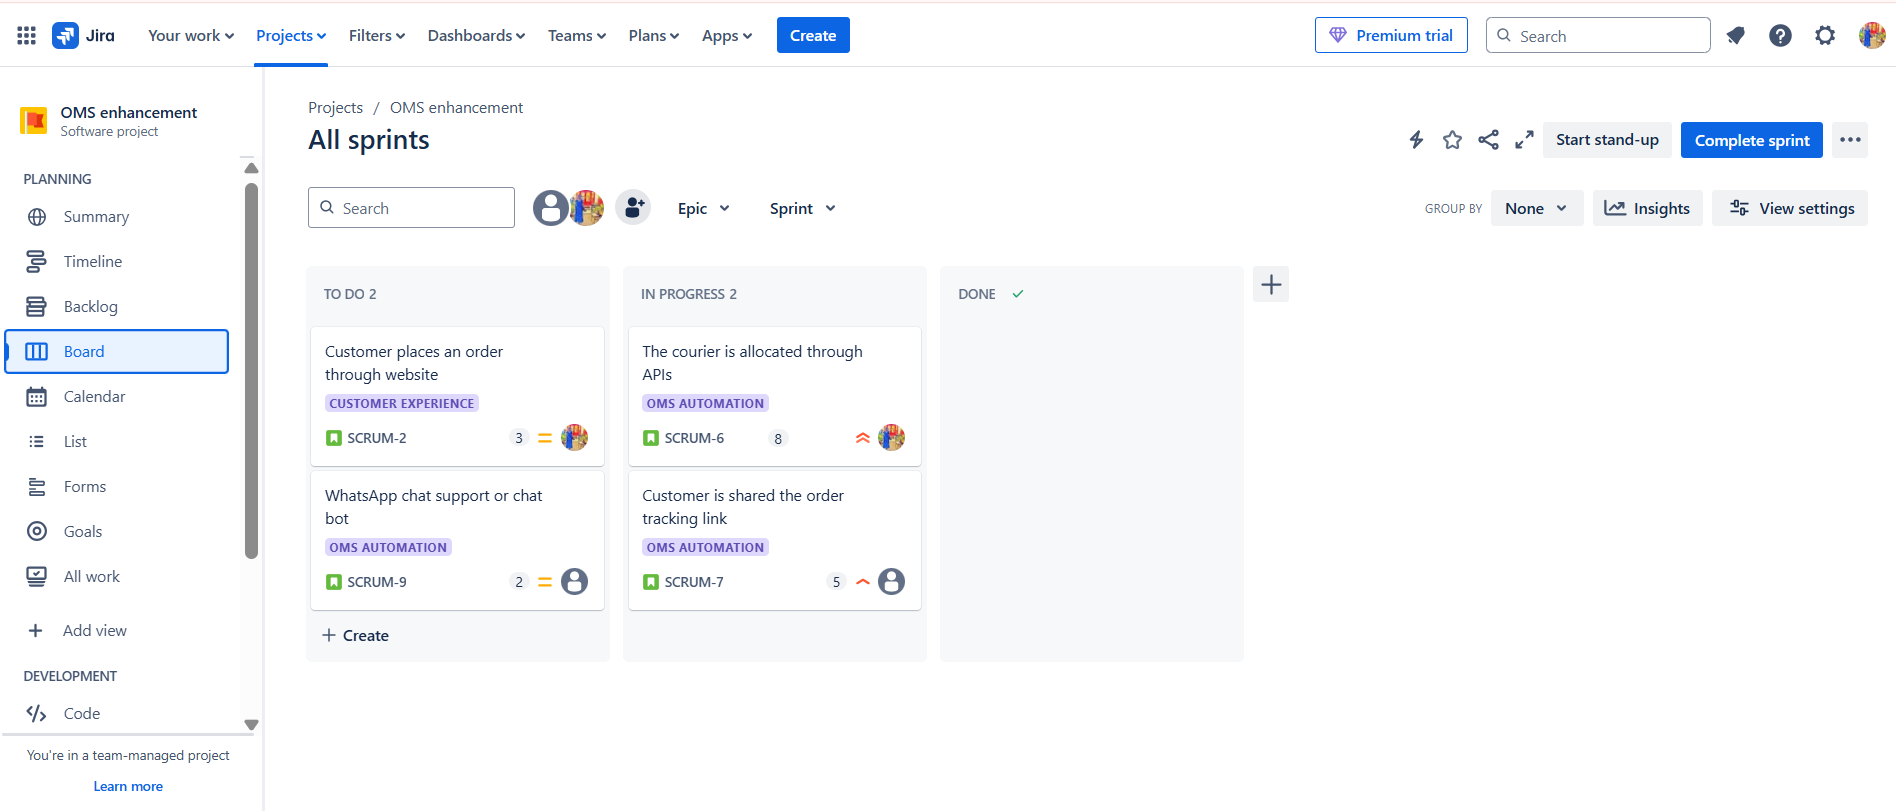 Jira Your work Projects Filters Dashboards Teams Plans Apps Create Premium trial Search
OMS enhancement
Software project
PLANNING
Summary
Timeline
Backlog
Board
Calendar
List
Forms
Goals
All work
Add view
DEVELOPMENT
Code
You're in a team-managed project
Learn more
Projects / OMS enhancement
All sprints
Start stand-up Complete sprint
Search Epic Sprint GROUP BY None Insights View settings
TO DO 2
Customer places an order
through website
CUSTOMER EXPERIENCE
SCRUM-2 3
WhatsApp chat support or chat
bot
OMS AUTOMATION
SCRUM-9 2
Create
IN PROGRESS 2
The courier is allocated through
APIs
OMS AUTOMATION
SCRUM-6 8
Customer is shared the order
tracking link
OMS AUTOMATION
SCRUM-7 5
DONE